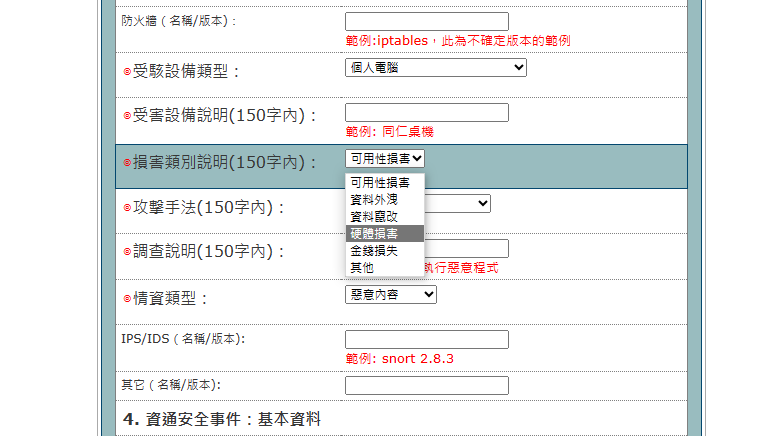 防火牆 ( 名稱/版本) :
範例:iptables，此為不確定版本的範例
◎受駭設備類型：
個人電腦
◎受害設備說明(150字內)：
範例: 同仁桌機
◎損害類別說明(150字內)：
可用性損害
可用性損害
資料外洩
資料竄改
硬體損害
金錢損失
其他
◎攻擊手法(150字內)：
◎調查說明(150字內)：
執行惡意程式
◎情資類型：
惡意內容
IPS/IDS ( 名稱/版本):
範例: snort 2.8.3
其它 ( 名稱/版本):
4. 資通安全事件：基本資料